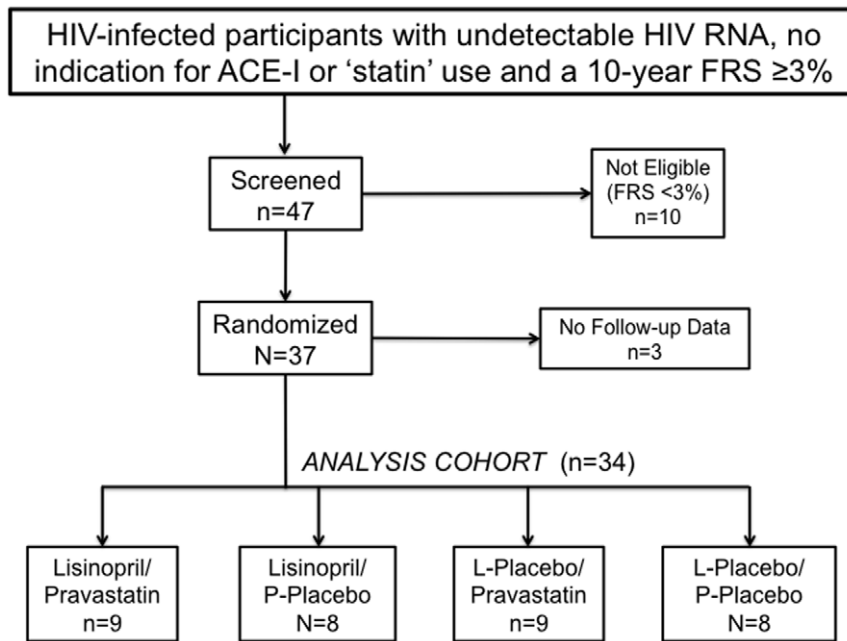 HIV-infected participants with undetectable HIV RNA, no
indication for ACE-I or ‘statin’ use and a 10-year FRS ≥3%
Screened
n=47
Not Eligible
(FRS <3%)
n=10
Randomized
N=37
No Follow-up Data
n=3
ANALYSIS COHORT (n=34)
Lisinopril/
Pravastatin
n=9
Lisinopril/
P-Placebo
N=8
L-Placebo/
Pravastatin
n=9
L-Placebo/
P-Placebo
N=8